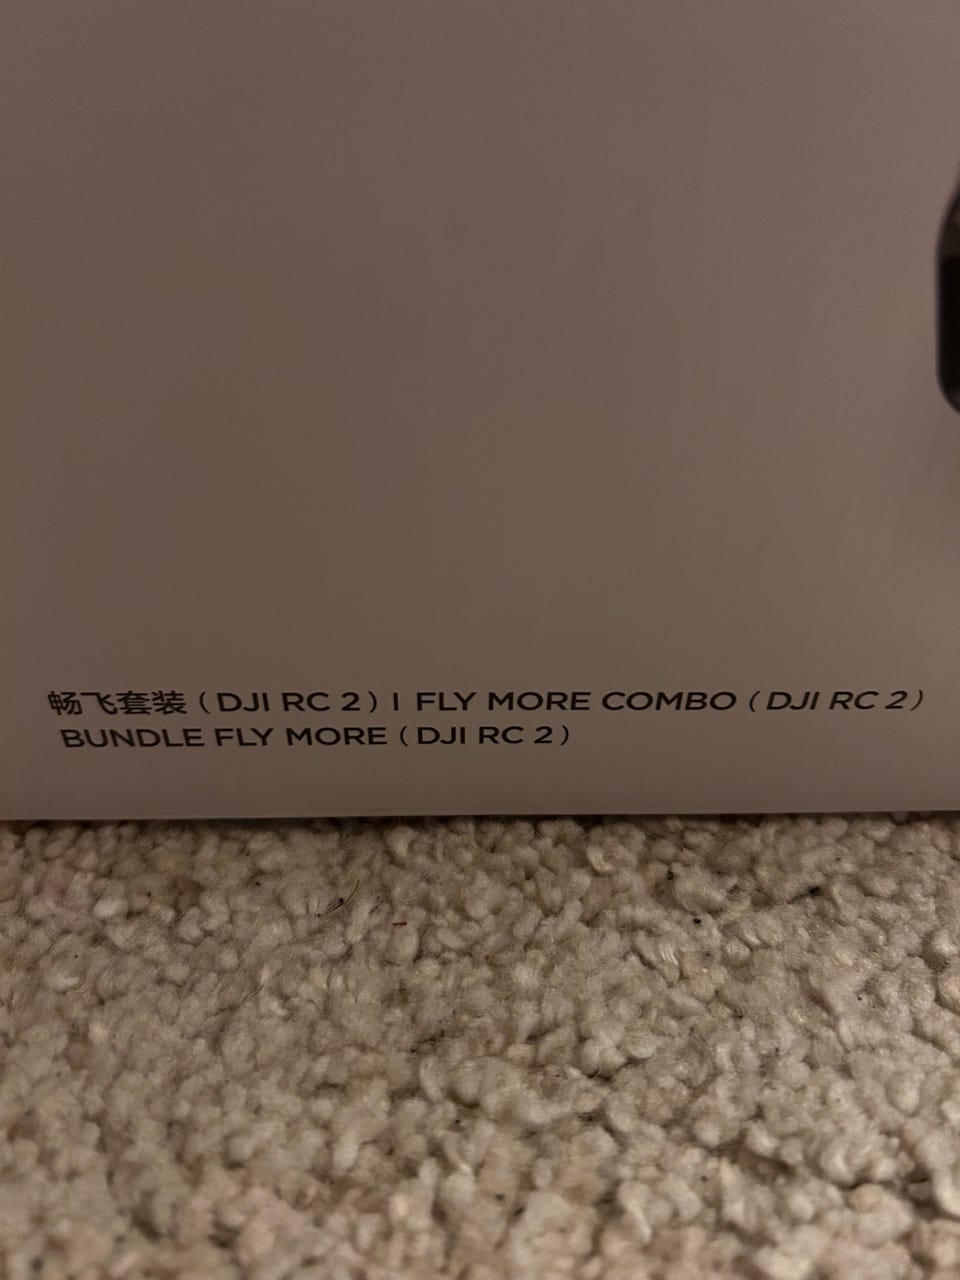 畅飞套装（DJI RC 2）I FLY MORE COMBO (DJI RC 2)
BUNDLE FLY MORE (DJI RC 2)